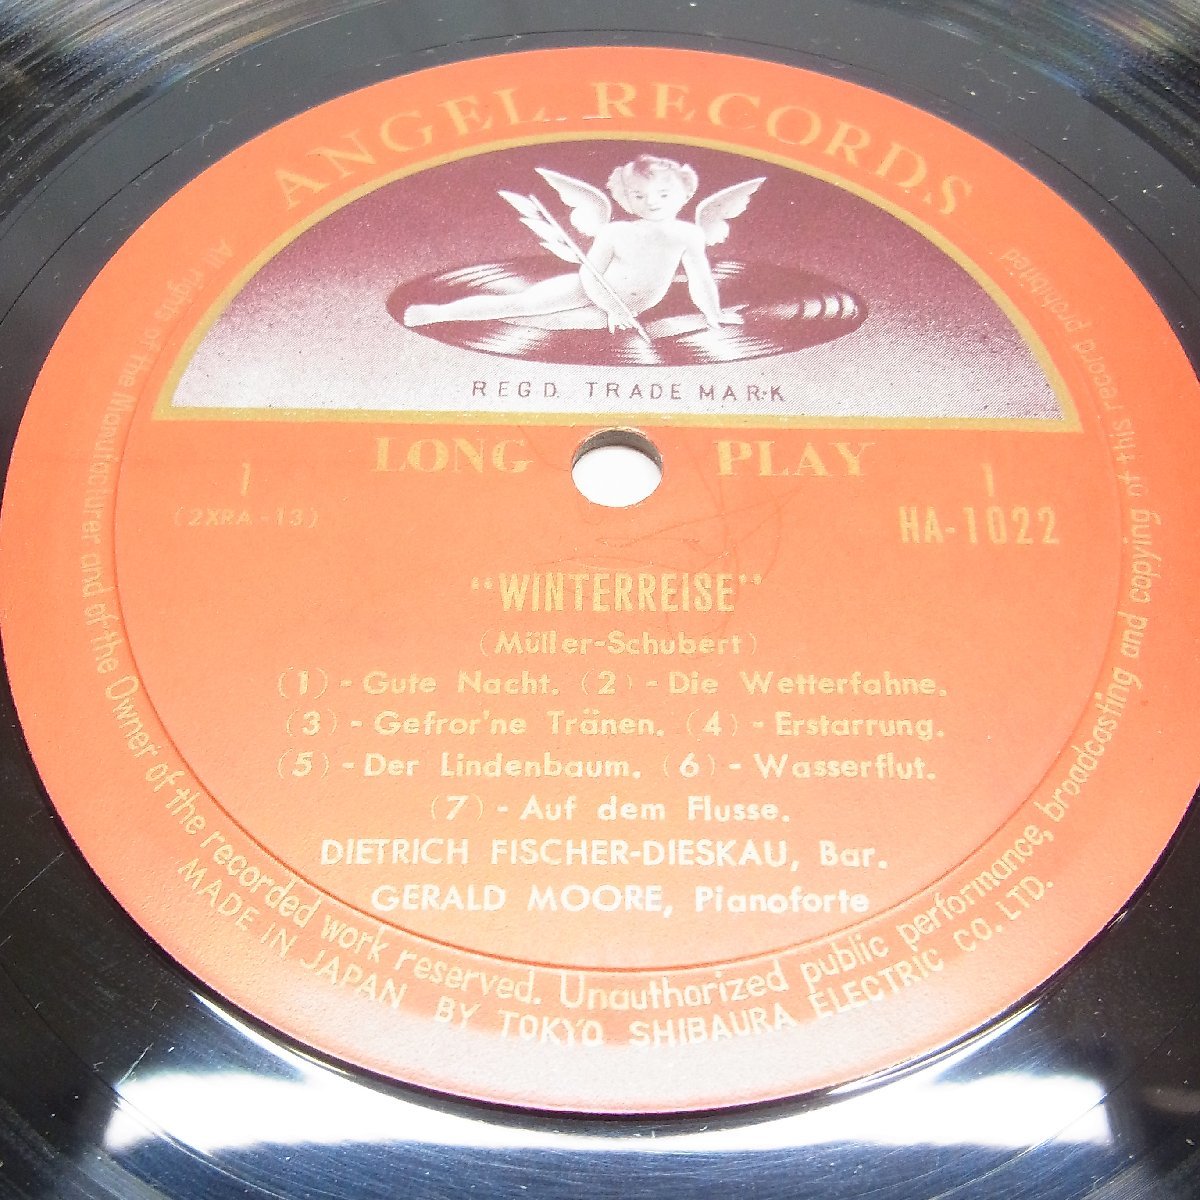 ANGEL RECORDS
REGD. TRADE MARK
LONG PLAY
1 1
(2XRA-13) HA-1022
"WINTERREISE"
(Müller-Schubert)
(1)-Gute Nacht. (2)-Die Wetterfahne.
(3)-Gefror'ne Tränen. (4)-Erstarrung.
(5)-Der Lindenbaum. (6)-Wasserflut.
(7)-Auf dem Flusse.
DIETRICH FISCHER-DIESKAU, Bar.
GERALD MOORE, Pianoforte
All rights of the Manufacturer and of the Owner of the recorded work reserved. Unauthorized public performance, broadcasting and copying of this record prohibited
MADE IN JAPAN BY TOKYO SHIBAURA ELECTRIC CO. LTD.